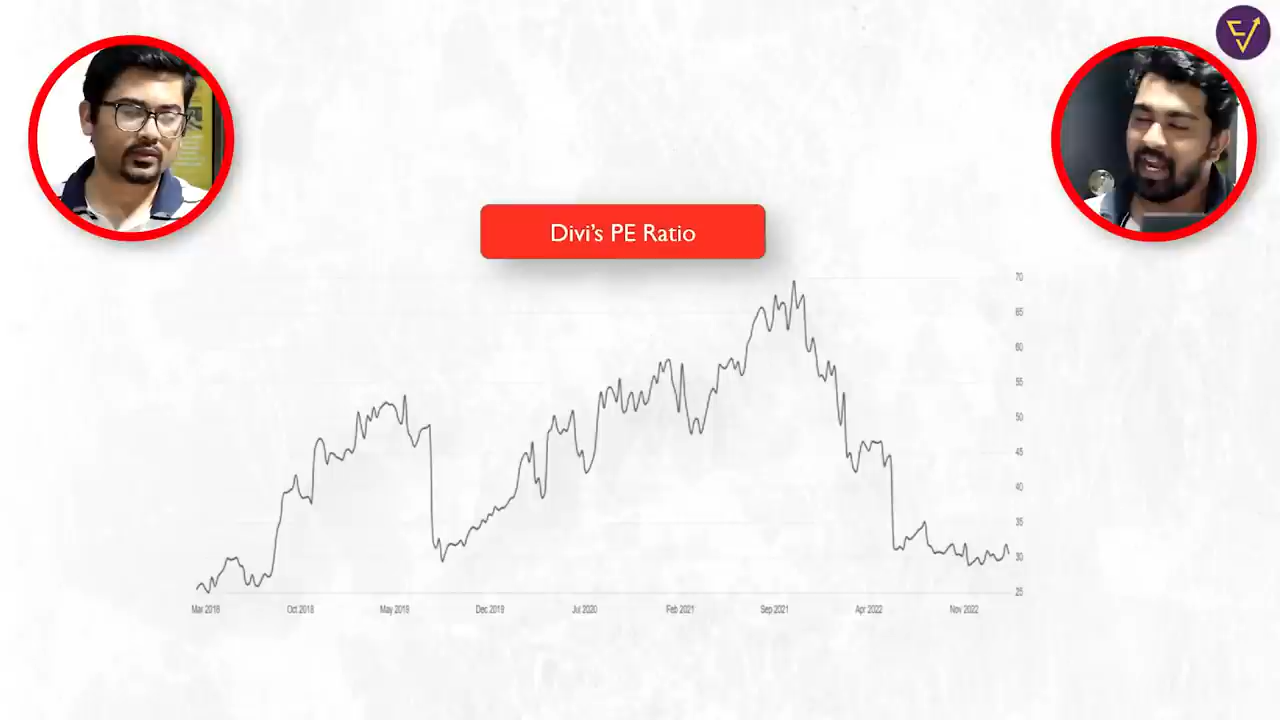 Divi's PE Ratio
70
65
60
55
50
45
40
35
30
25
Mar 2018
Oct 2018
May 2019
Dec 2019
Jul 2020
Feb 2021
Sep 2021
Apr 2022
Nov 2022